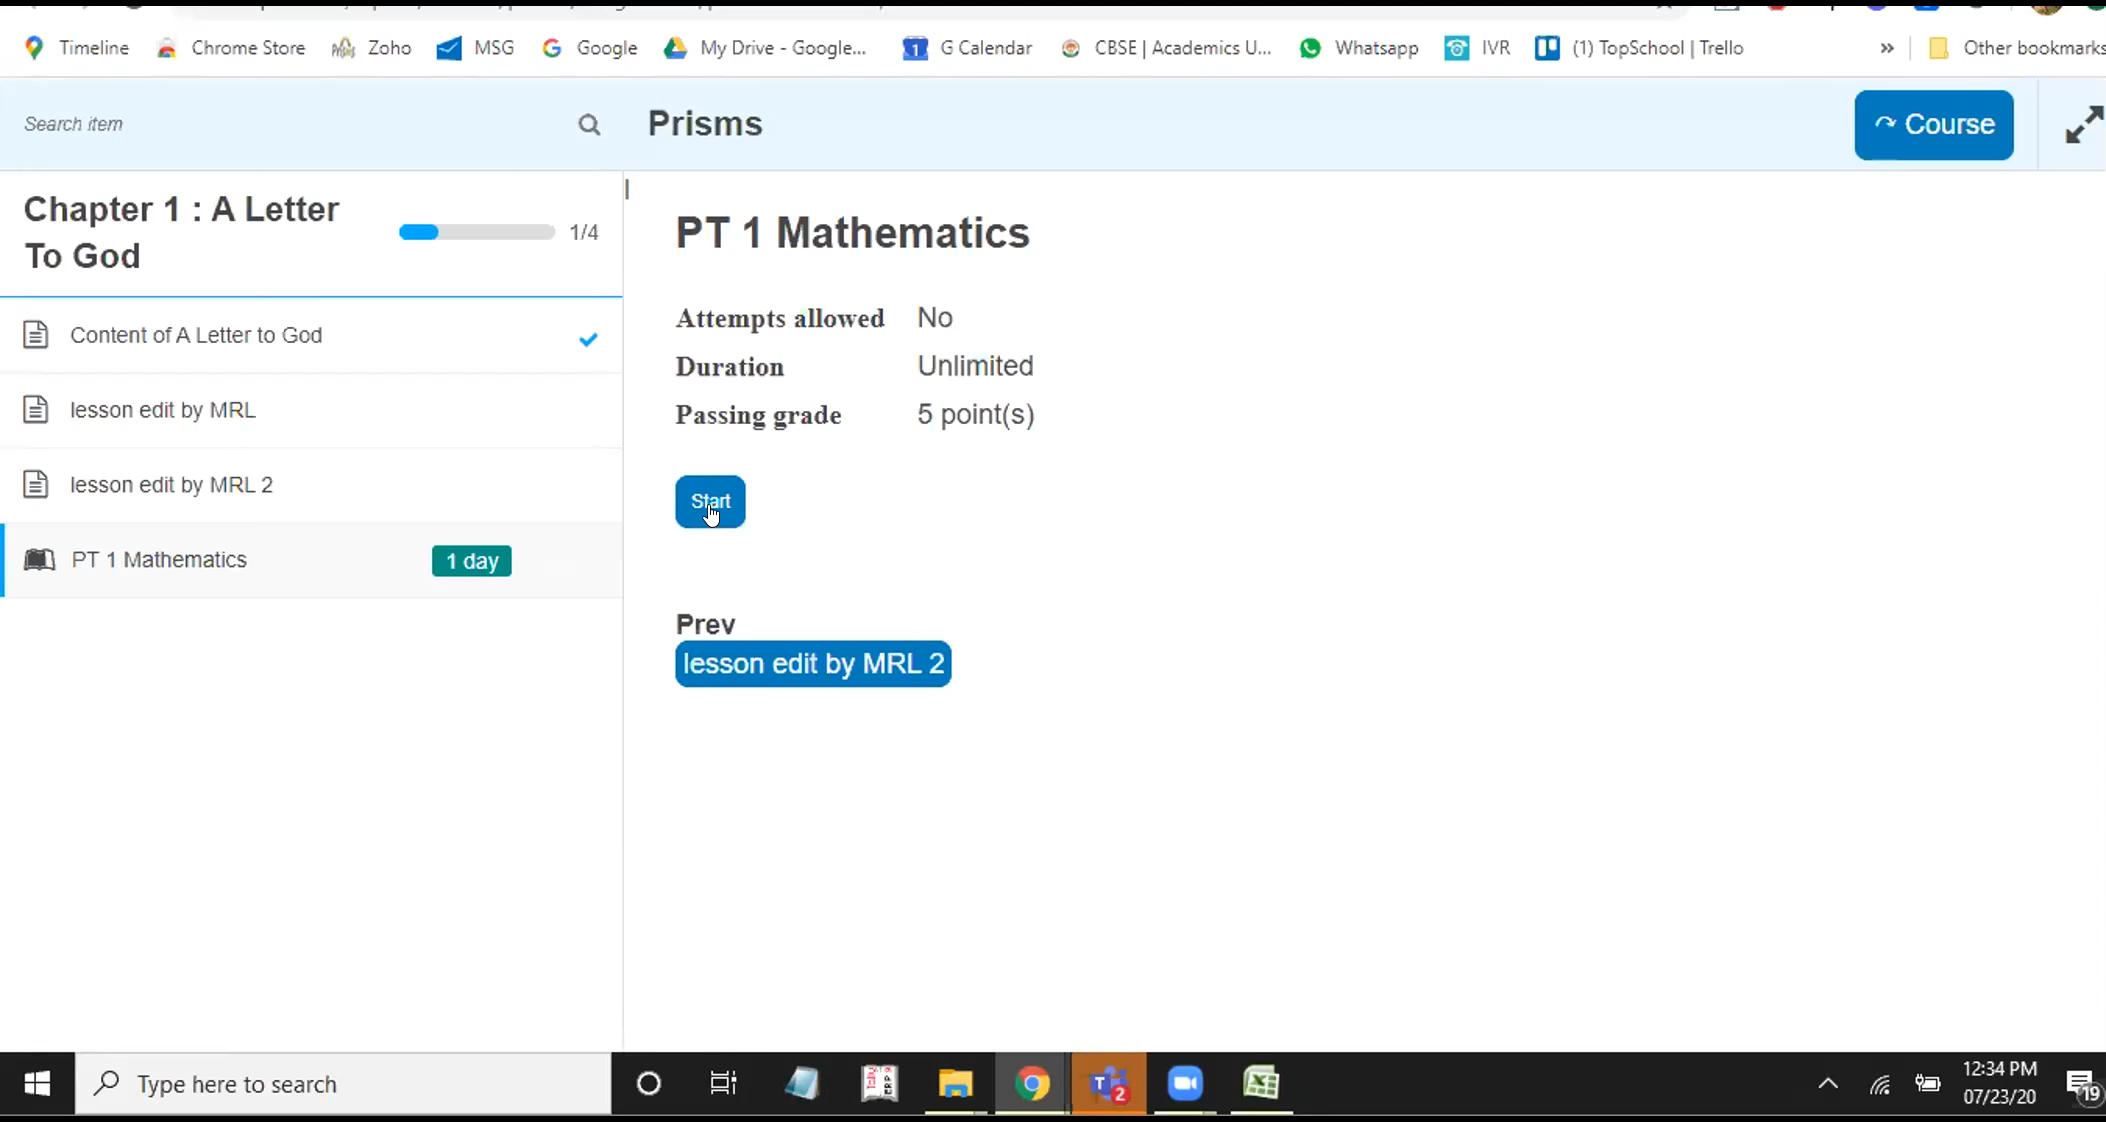 Timeline Chrome Store Zoho MSG Google My Drive - Google... 1 G Calendar CBSE | Academics U... Whatsapp IVR (1) TopSchool | Trello » Other bookmarks
Search item
Prisms
Course
Chapter 1 : A Letter
To God
1/4
Content of A Letter to God
lesson edit by MRL
lesson edit by MRL 2
PT 1 Mathematics 1 day
PT 1 Mathematics
Attempts allowed No
Duration Unlimited
Passing grade 5 point(s)
Start
Prev
lesson edit by MRL 2
Type here to search
T 2
12:34 PM
07/23/20
19